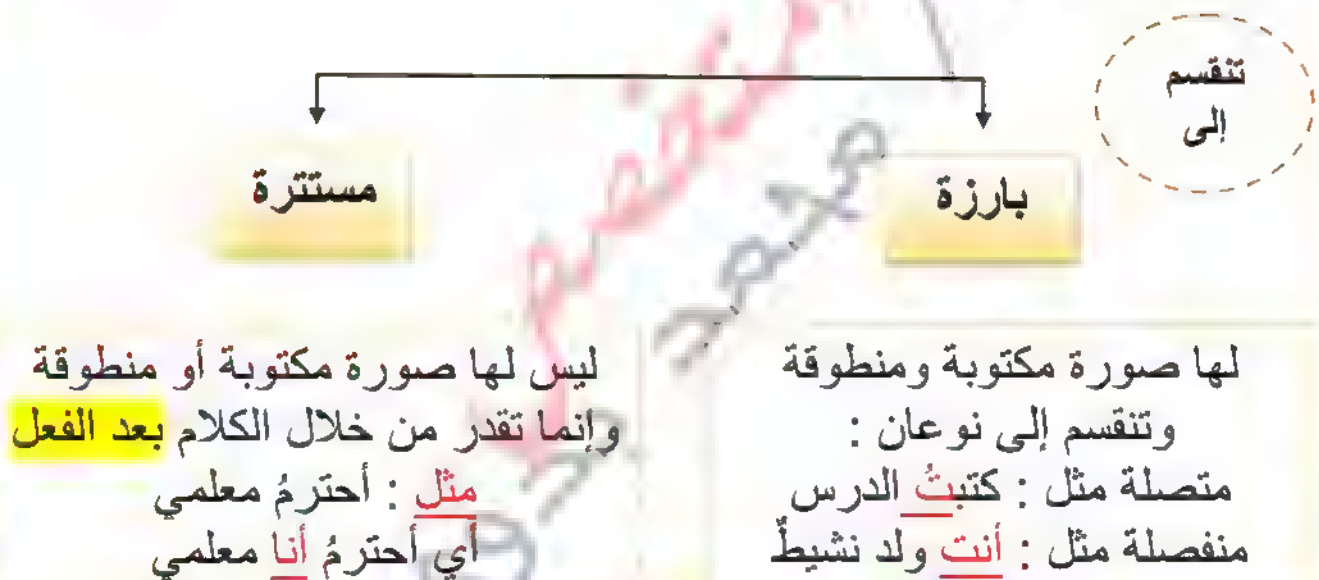 تنقسم
إلى
بارزة
مستترة
لها صورة مكتوبة ومنطوقة
وتنقسم إلى نوعان :
متصلة مثل : كتبتُ الدرس
منفصلة مثل : أنت ولد نشيطٌ
ليس لها صورة مكتوبة أو منطوقة
وإنما تقدر من خلال الكلام بعد الفعل
مثل : أحترمُ معلمي
أي أحترمُ أنا معلمي